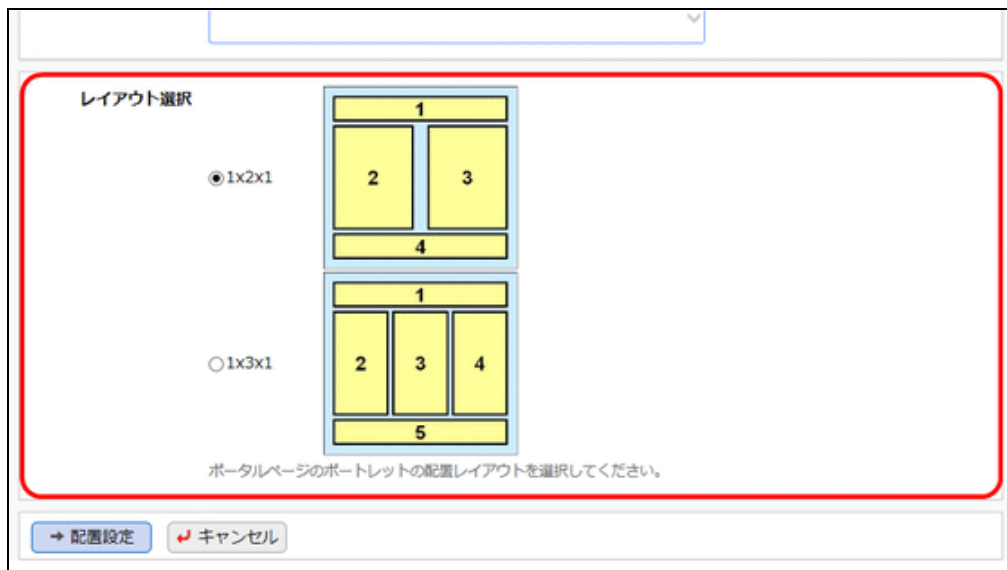 レイアウト選択
1
1x2x1
2 3
4
1
1x3x1
2 3 4
5
ポータルページのポートレットの配置レイアウトを選択してください。
配置設定 キャンセル